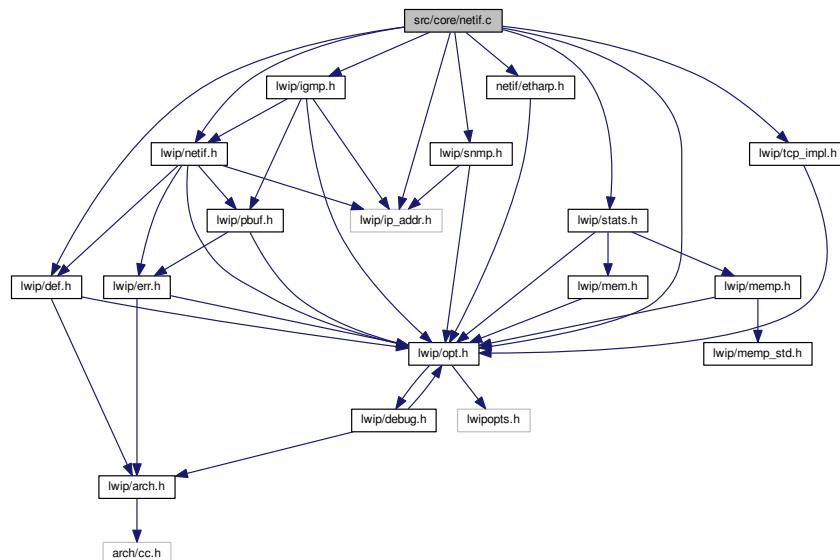 src/core/netif.c
lwip/igmp.h
netif/etharp.h
lwip/netif.h
lwip/snmp.h
lwip/tcp_impl.h
lwip/pbuf.h
lwip/ip_addr.h
lwip/stats.h
lwip/def.h
lwip/err.h
lwip/mem.h
lwip/memp.h
lwip/opt.h
lwip/memp_std.h
lwip/debug.h
lwipopts.h
lwip/arch.h
arch/cc.h